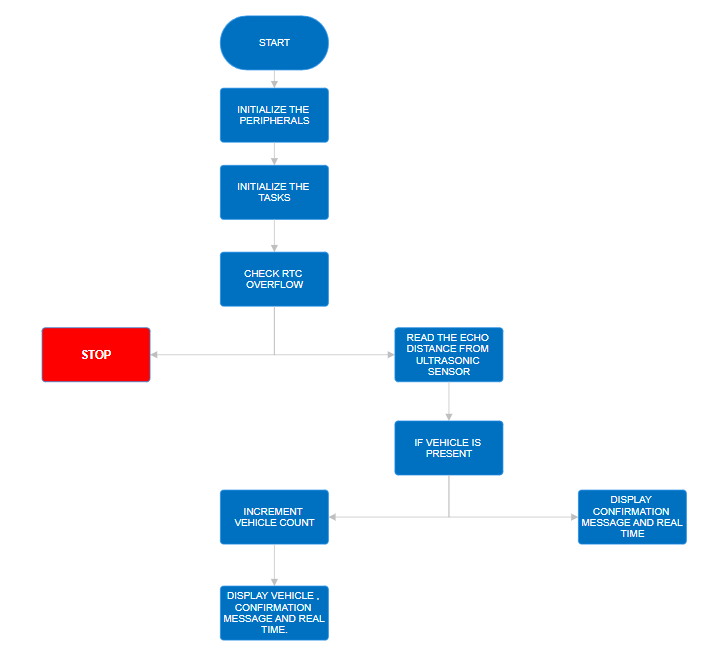 START
INITIALIZE THE
PERIPHERALS
INITIALIZE THE
TASKS
CHECK RTC
OVERFLOW
STOP
READ THE ECHO
DISTANCE FROM
ULTRASONIC
SENSOR
IF VEHICLE IS
PRESENT
INCREMENT
VEHICLE COUNT
DISPLAY
CONFIRMATION
MESSAGE AND REAL
TIME
DISPLAY VEHICLE ,
CONFIRMATION
MESSAGE AND REAL
TIME.